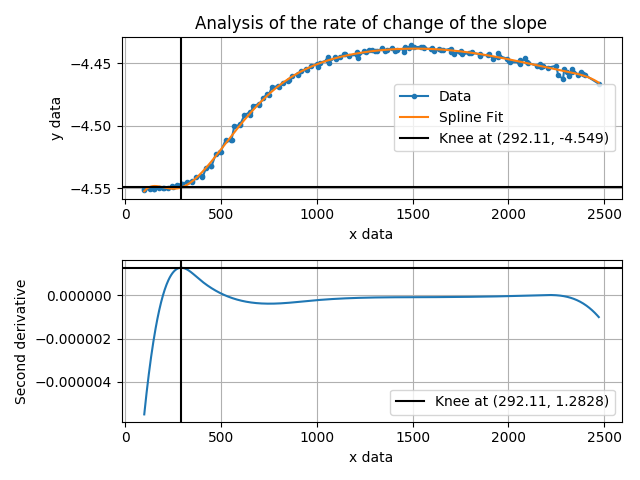 Analysis of the rate of change of the slope
y data
−4.45
−4.50
−4.55
Data
Spline Fit
Knee at (292.11, -4.549)
0
500
1000
1500
2000
2500
x data
Second derivative
0.000000
−0.000002
−0.000004
Knee at (292.11, 1.2828)
0
500
1000
1500
2000
2500
x data